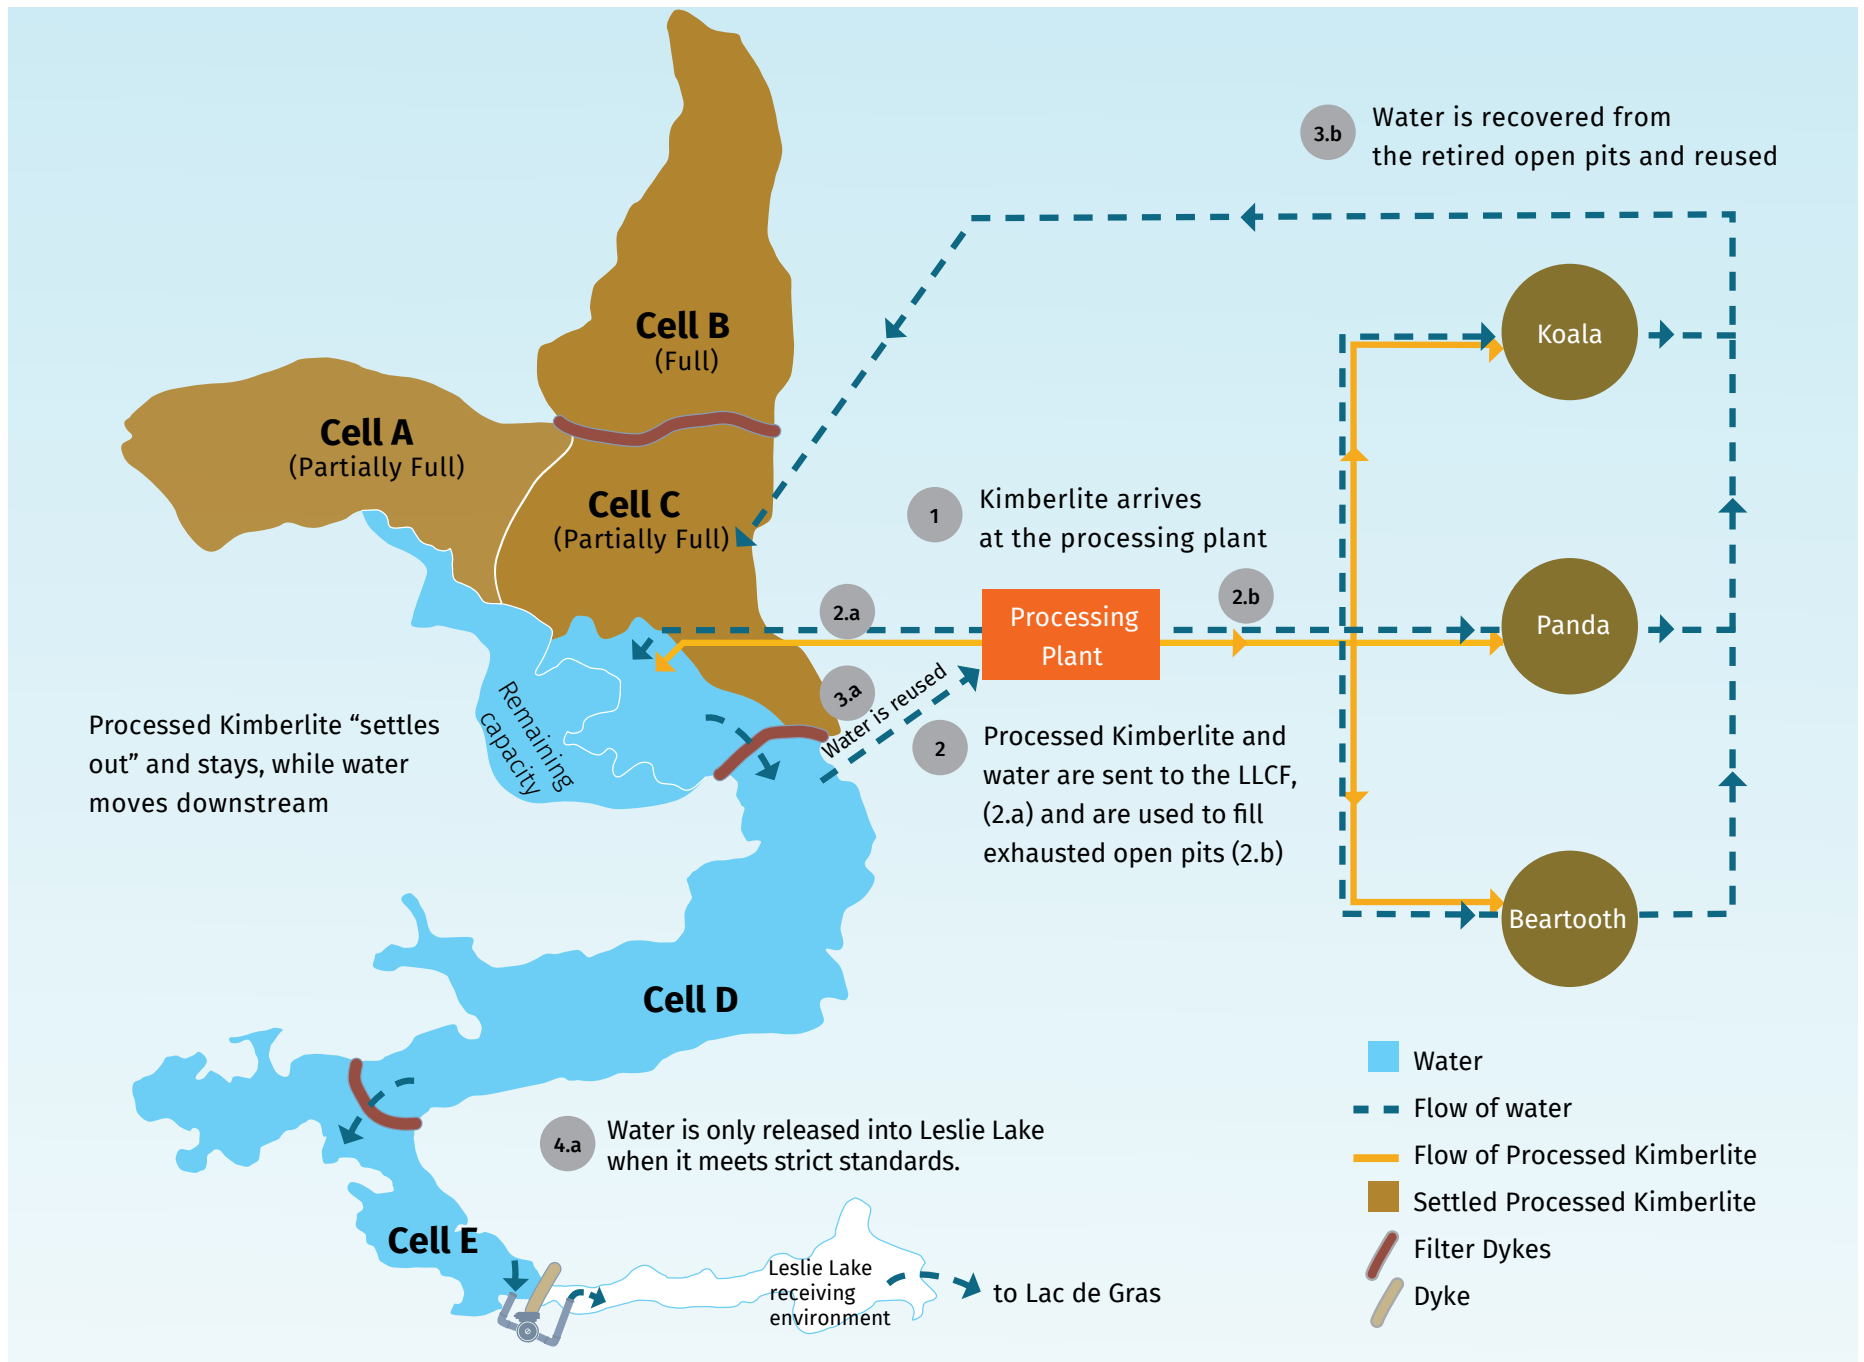 3.b
Water is recovered from
the retired open pits and reused
Cell B
(Full)
Koala
Cell A
(Partially Full)
Cell C
(Partially Full)
1
Kimberlite arrives
at the processing plant
2.a
Processing
Plant
2.b
Panda
3.a
Water is reused
Remaining
capacity
Processed Kimberlite “settles
out” and stays, while water
moves downstream
2
Processed Kimberlite and
water are sent to the LLCF,
(2.a) and are used to fill
exhausted open pits (2.b)
Beartooth
Cell D
4.a
Water is only released into Leslie Lake
when it meets strict standards.
Cell E
Leslie Lake
receiving
environment
to Lac de Gras
Water
Flow of water
Flow of Processed Kimberlite
Settled Processed Kimberlite
Filter Dykes
Dyke